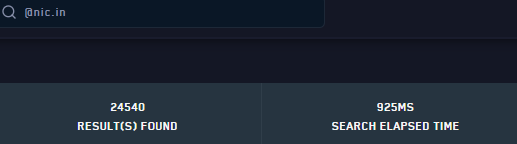 @nic.in
24540
RESULT(S) FOUND
925MS
SEARCH ELAPSED TIME